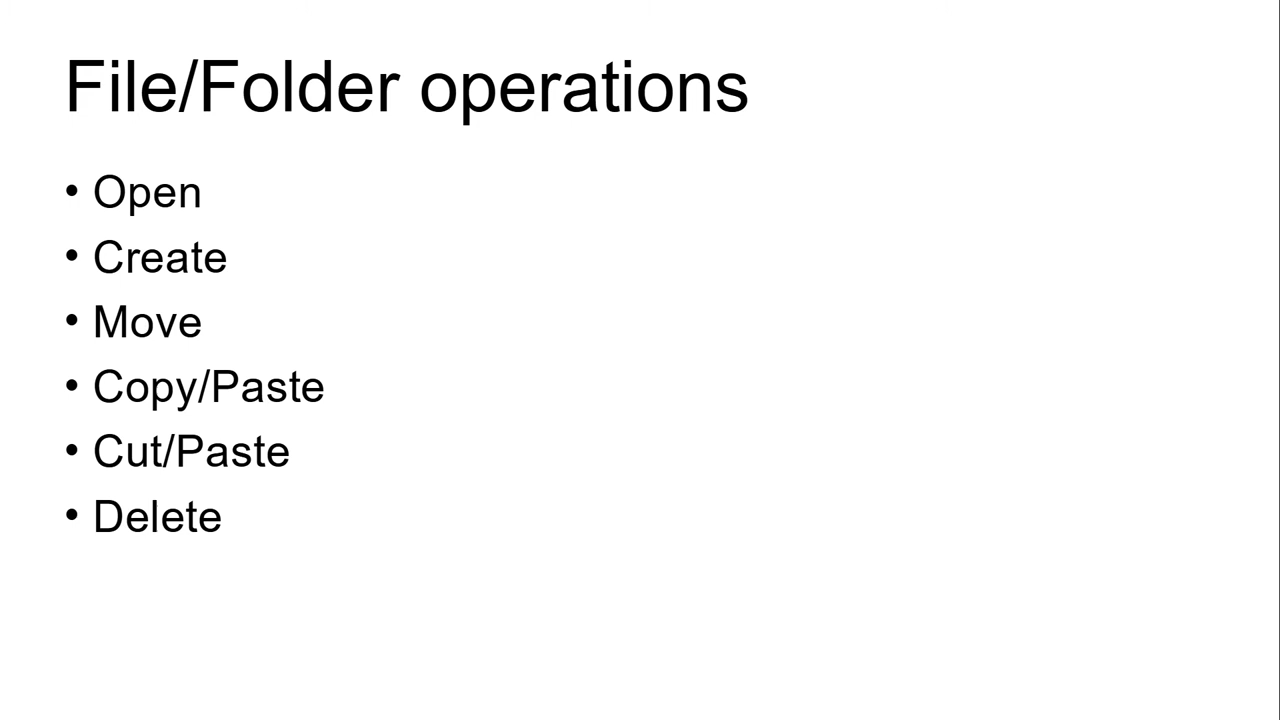 File/Folder operations
• Open
• Create
• Move
• Copy/Paste
• Cut/Paste
• Delete